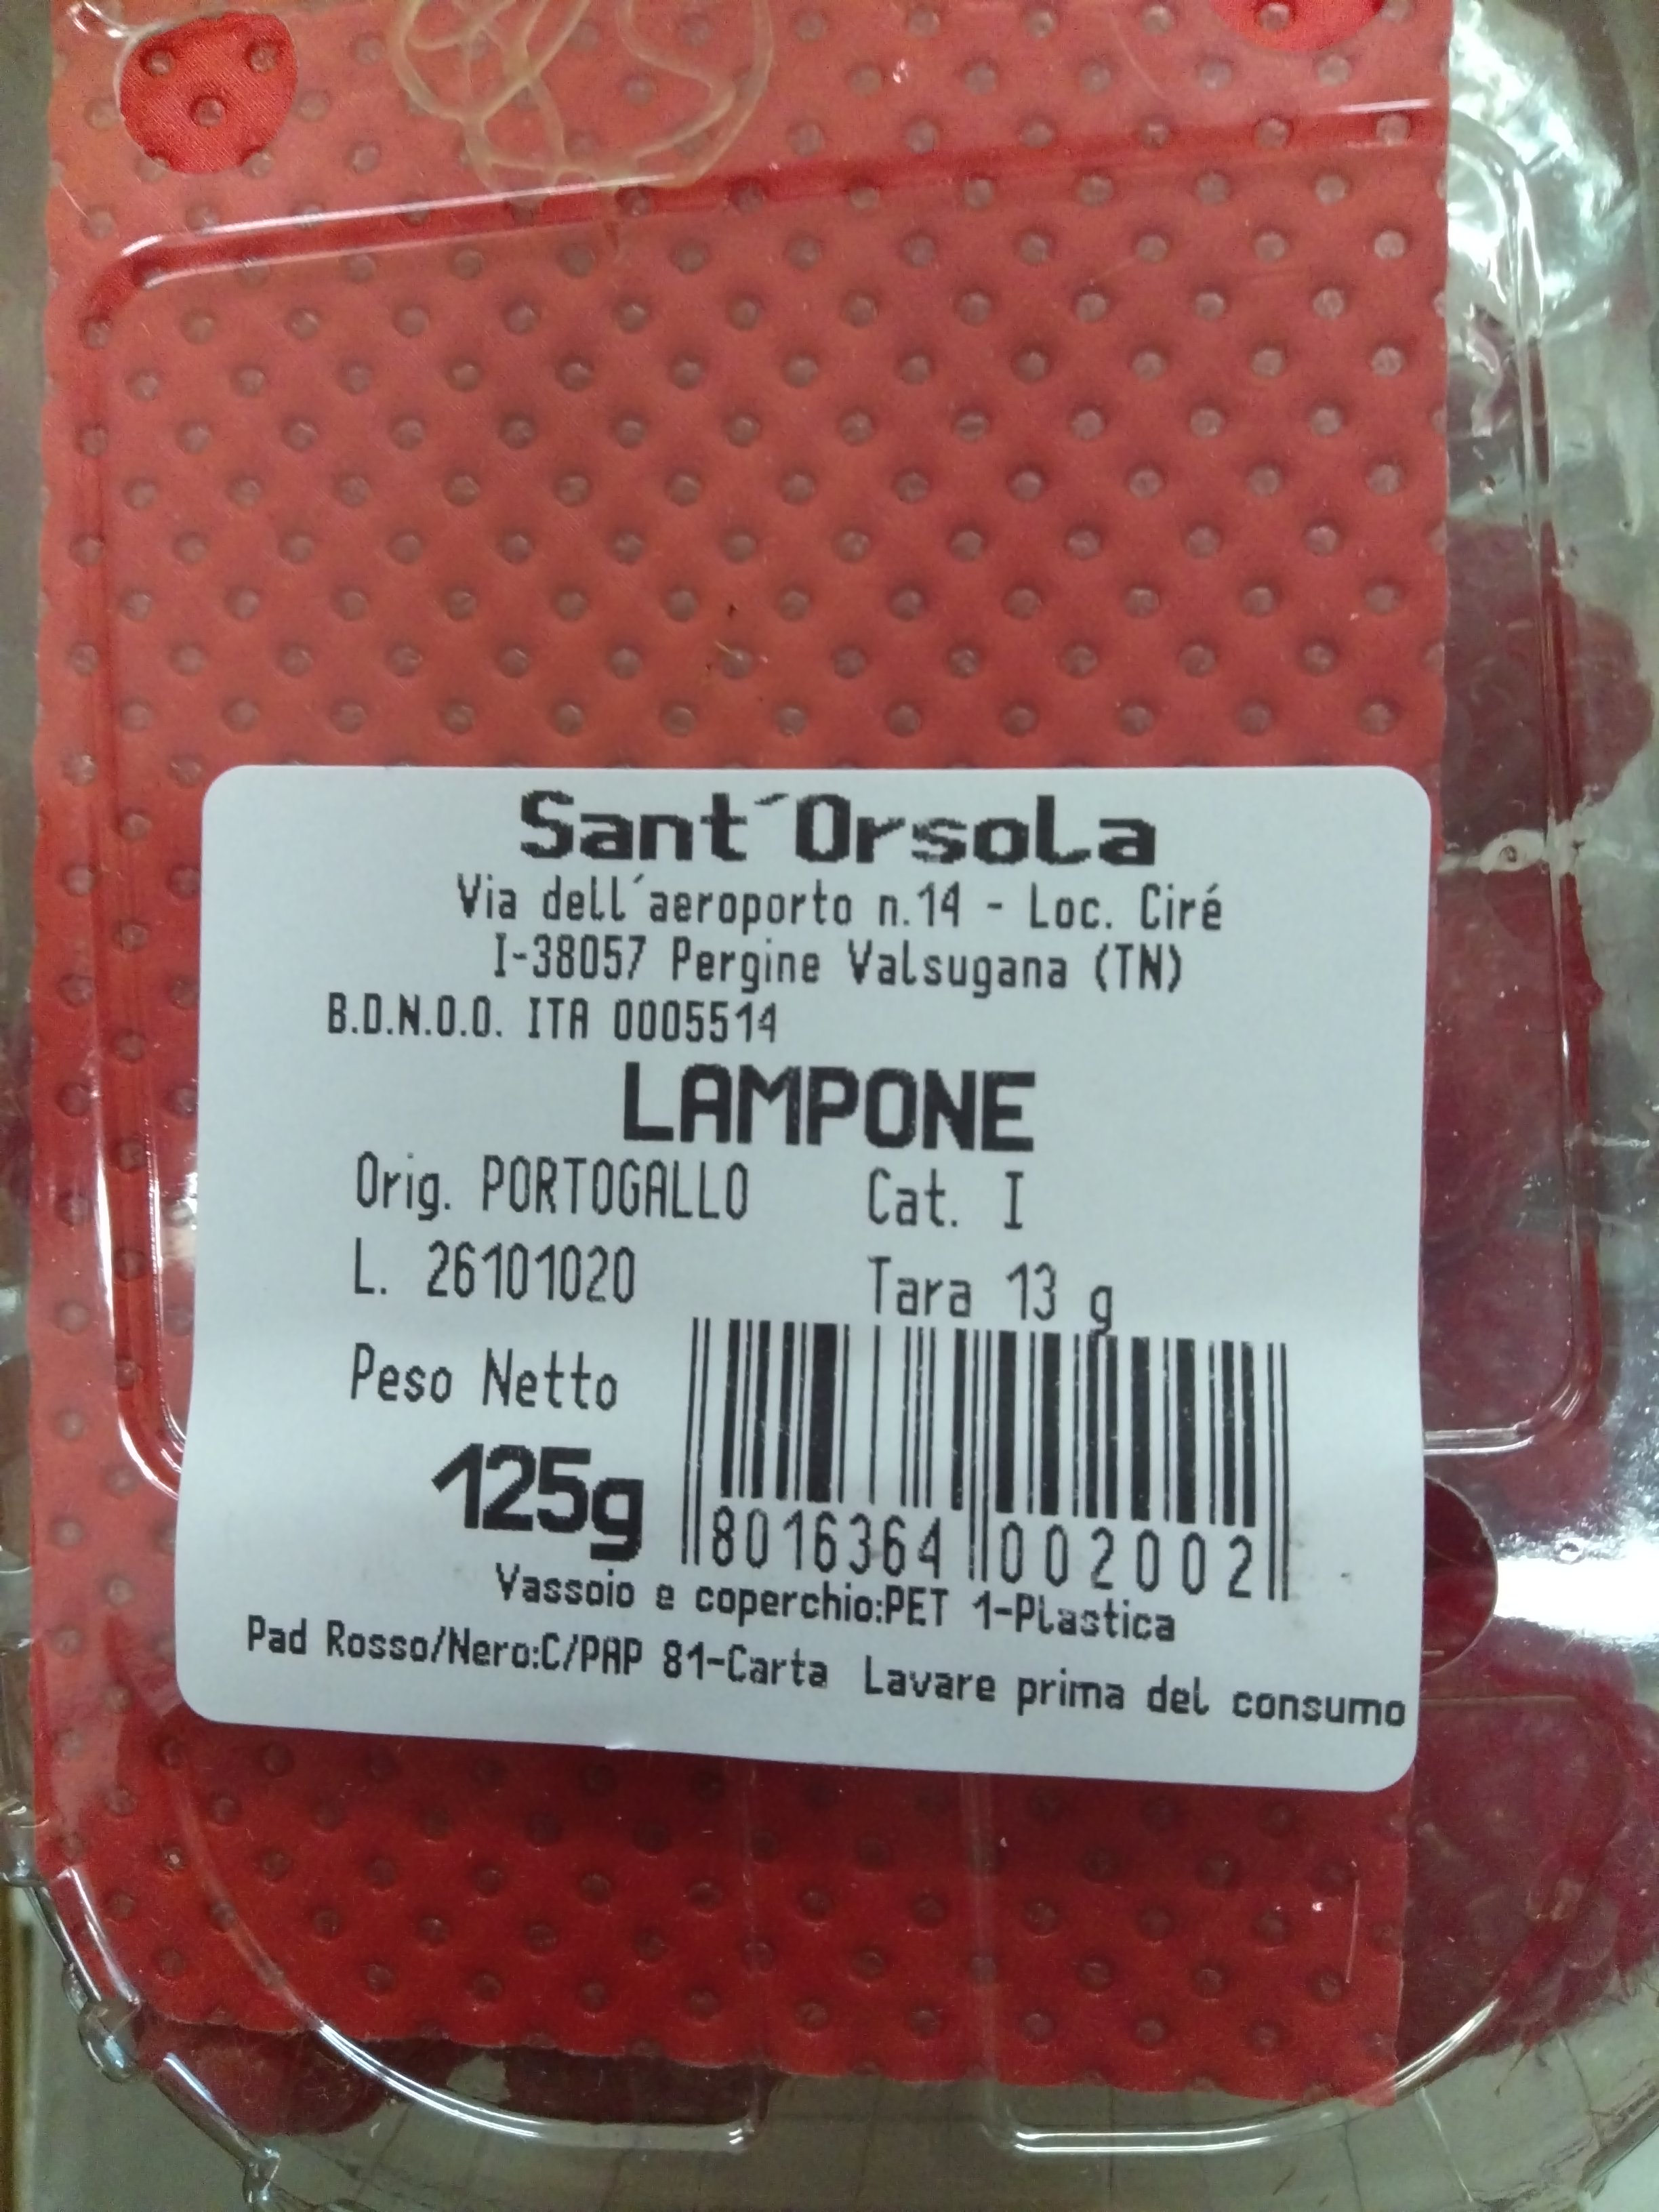 Sant´Orsola
Via dell´aeroporto n.14 - Loc. Ciré
I-38057 Pergine Valsugana (TN)
B.D.N.O.O. ITA 0005514
LAMPONE
Orig. PORTOGALLO Cat. I
L. 26101020 Tara 13 g
Peso Netto
125g
8016364 002002
Vassoio e coperchio:PET 1-Plastica
Pad Rosso/Nero:C/PAP 81-Carta Lavare prima del consumo